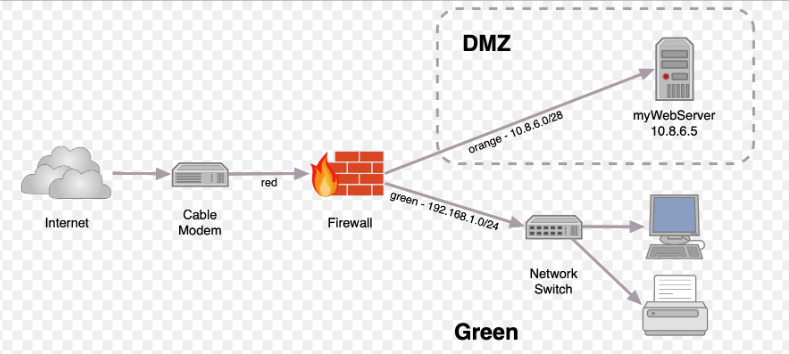 DMZ
myWebServer
10.8.6.5
orange - 10.8.6.0/28
Internet
Cable
Modem
red
Firewall
green - 192.168.1.0/24
Network
Switch
Green